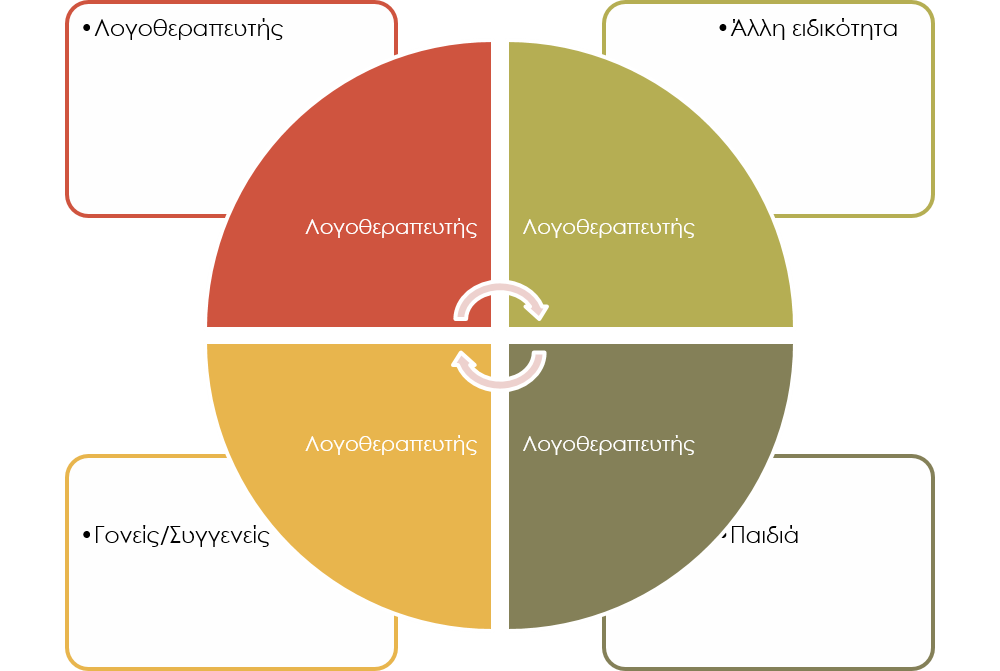 •Λογοθεραπευτής
•Άλλη ειδικότητα
Λογοθεραπευτής
Λογοθεραπευτής
Λογοθεραπευτής
Λογοθεραπευτής
•Γονείς/Συγγενείς
•Παιδιά